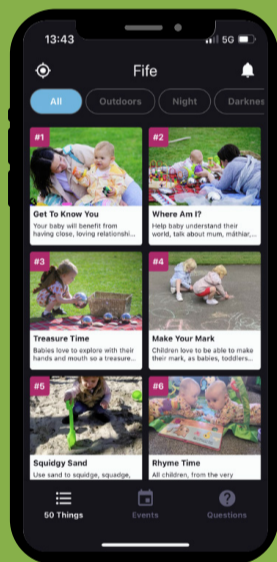 13:43
5G
Fife
All
Outdoors
Night
Darknes
#1
#2
Get To Know You
Your baby will benefit from
having close, loving relationshi...
Where Am I?
Help baby understand their
world, talk about mum, máthiar,...
#3
#4
Treasure Time
Babies love to explore with their
hands and mouth so a treasure...
Make Your Mark
Children love to be able to make
their mark, as babies, toddlers...
#5
#6
Squidgy Sand
Use sand to squidge, squadge,
Rhyme Time
All children, from the very
50 Things
Events
Questions